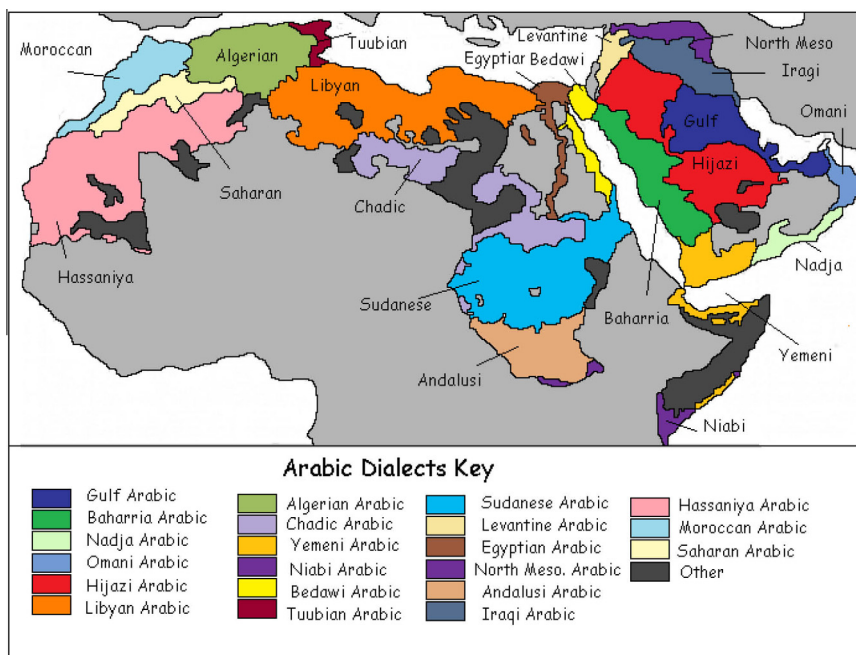 Moroccan
Algerian
Tuubian
Levantine
North Meso
Egyptiar
Bedawi
Iragi
Libyan
Omani
Gulf
Chadic
Hijazi
Saharan
Hassaniya
Nadja
Sudanese
Baharria
Yemeni
Andalusi
Niabi
Arabic Dialects Key
Gulf Arabic
Baharria Arabic
Nadja Arabic
Omani Arabic
Hijazi Arabic
Libyan Arabic
Algerian Arabic
Chadic Arabic
Yemeni Arabic
Niabi Arabic
Bedawi Arabic
Tuubian Arabic
Sudanese Arabic
Levantine Arabic
Egyptian Arabic
North Meso. Arabic
Andalusi Arabic
Iraqi Arabic
Hassaniya Arabic
Moroccan Arabic
Saharan Arabic
Other